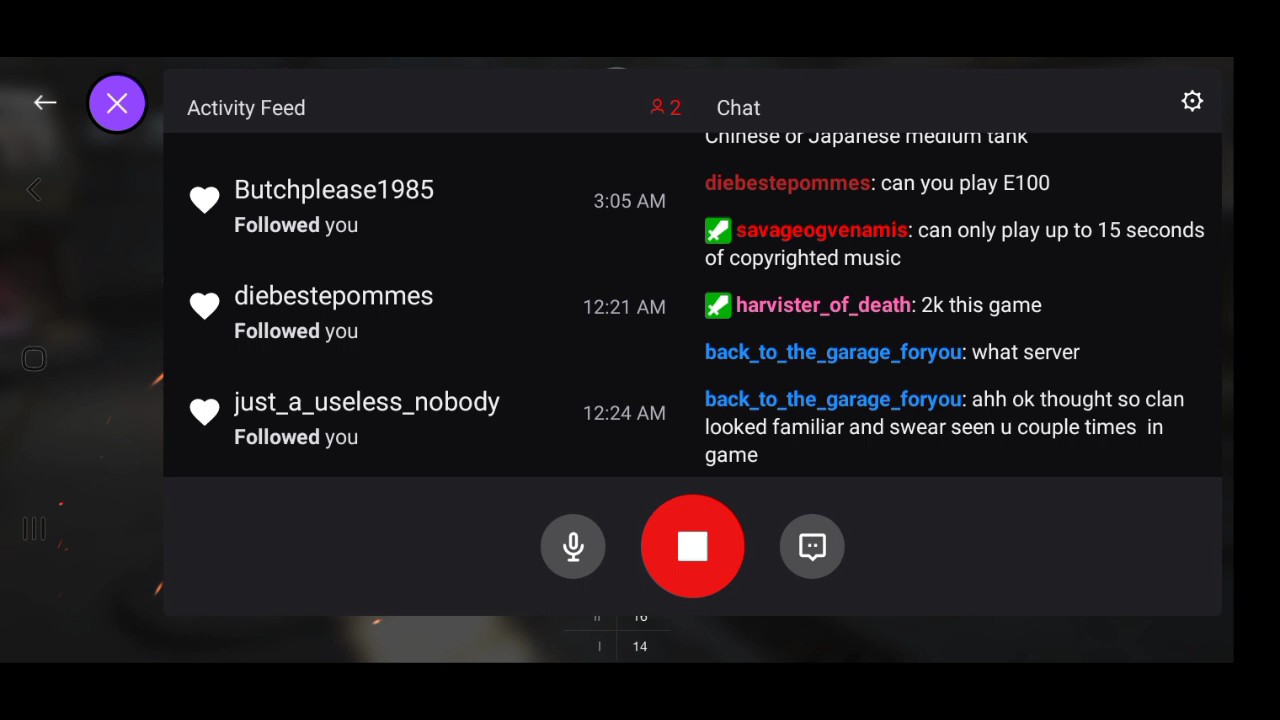 Activity Feed
2
Chat
Butchplease1985
Followed you
3:05 AM
diebestepommes
Followed you
12:21 AM
just_a_useless_nobody
Followed you
12:24 AM
Chinese or Japanese medium tank
diebestepommes: can you play E100
savageogvenamis: can only play up to 15 seconds
of copyrighted music
harvister_of_death: 2k this game
back_to_the_garage_foryou: what server
back_to_the_garage_foryou: ahh ok thought so clan
looked familiar and swear seen u couple times in
game
II 16
I 14